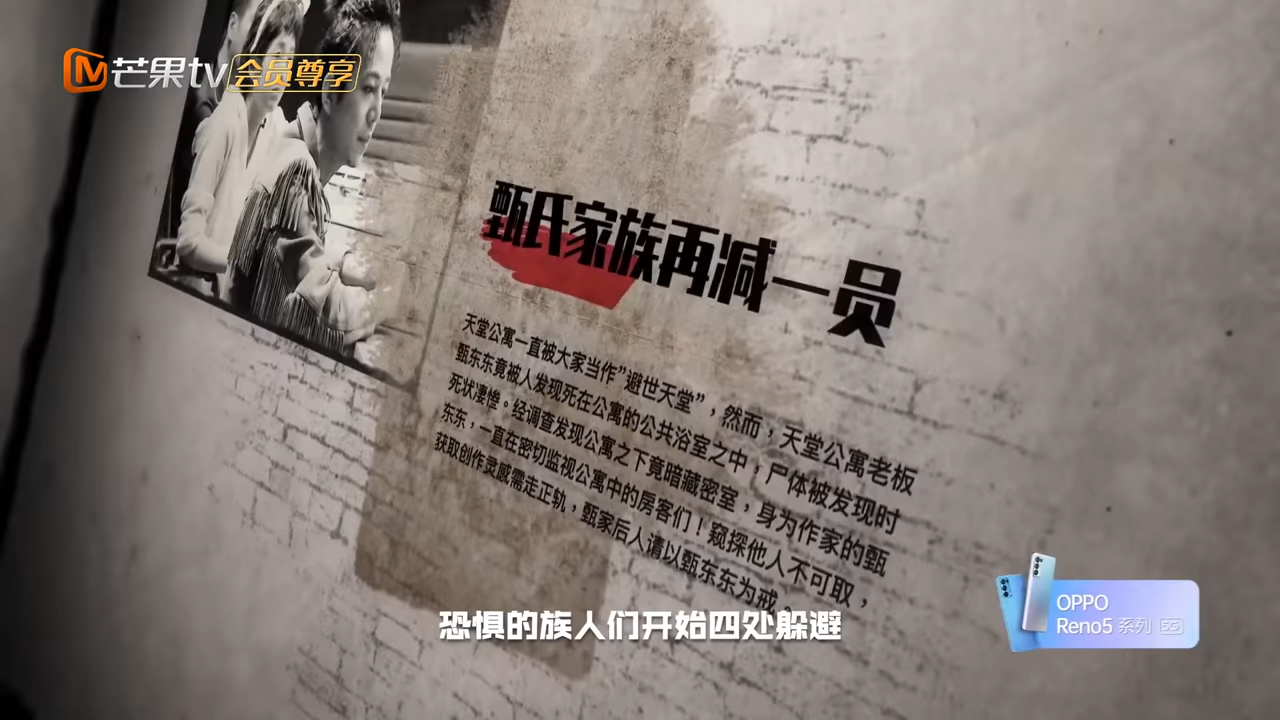 芒果tv会员尊享
甄氏家族再减一员
天堂公寓一直被大家当作”避世天堂”，然而，天堂公寓老板
甄东东竟被人发现死在公寓的公共浴室之中，尸体被发现时
死状凄惨。经调查发现公寓之下竟暗藏密室，身为作家的甄
东东，一直在密切监视公寓中的房客们！窥探他人不可取，
获取创作灵感需走正轨，甄家后人请以甄东东为戒。
恐惧的族人们开始四处躲避
OPPO
Reno5 系列 5G